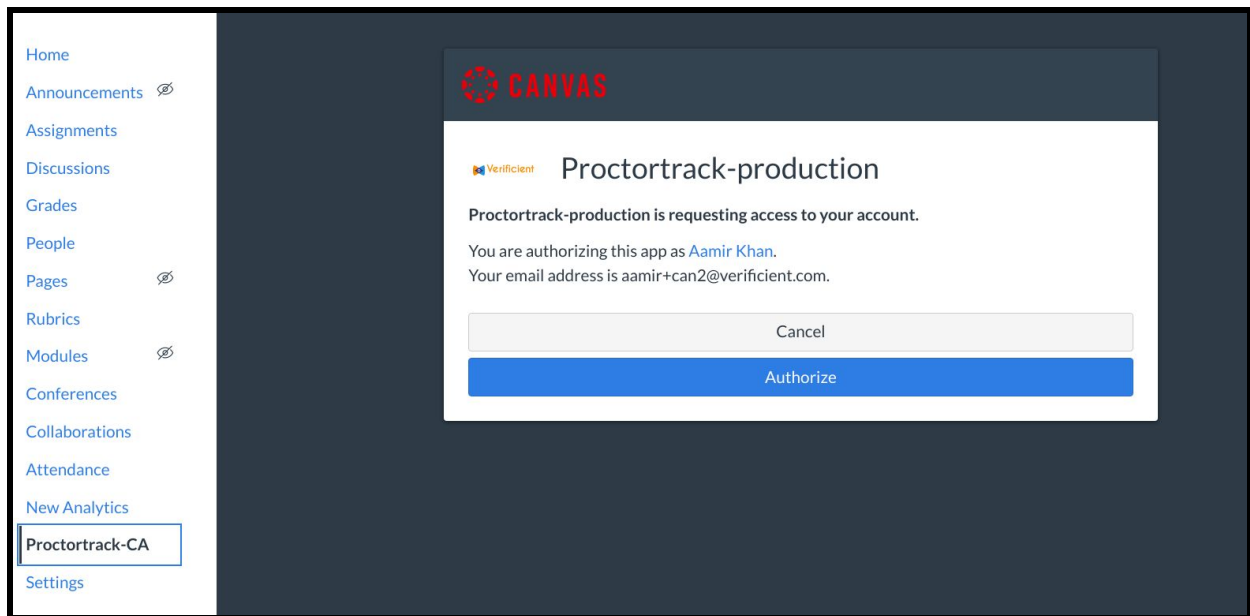 Home
Announcements
Assignments
Discussions
Grades
People
Pages
Rubrics
Modules
Conferences
Collaborations
Attendance
New Analytics
Proctortrack-CA
Settings
CANVAS
Verificient
Proctortrack-production
Proctortrack-production is requesting access to your account.
You are authorizing this app as Aamir Khan.
Your email address is aamir+can2@verificient.com.
Cancel
Authorize